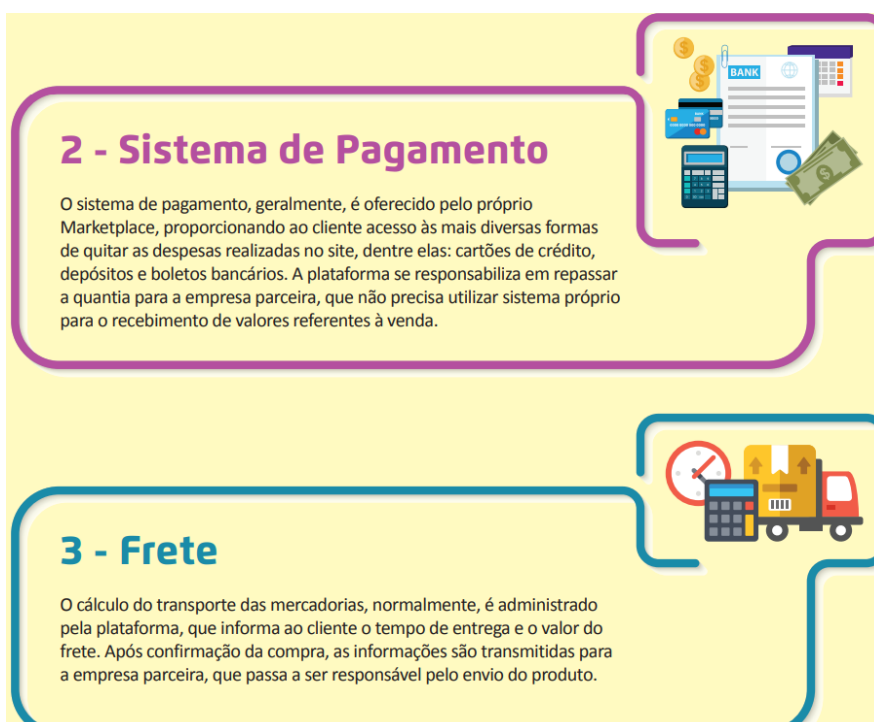 BANK
2 - Sistema de Pagamento
O sistema de pagamento, geralmente, é oferecido pelo próprio
Marketplace, proporcionando ao cliente acesso às mais diversas formas
de quitar as despesas realizadas no site, dentre elas: cartões de crédito,
depósitos e boletos bancários. A plataforma se responsabiliza em repassar
a quantia para a empresa parceira, que não precisa utilizar sistema próprio
para o recebimento de valores referentes à venda.
3 - Frete
O cálculo do transporte das mercadorias, normalmente, é administrado
pela plataforma, que informa ao cliente o tempo de entrega e o valor do
frete. Após confirmação da compra, as informações são transmitidas para
a empresa parceira, que passa a ser responsável pelo envio do produto.